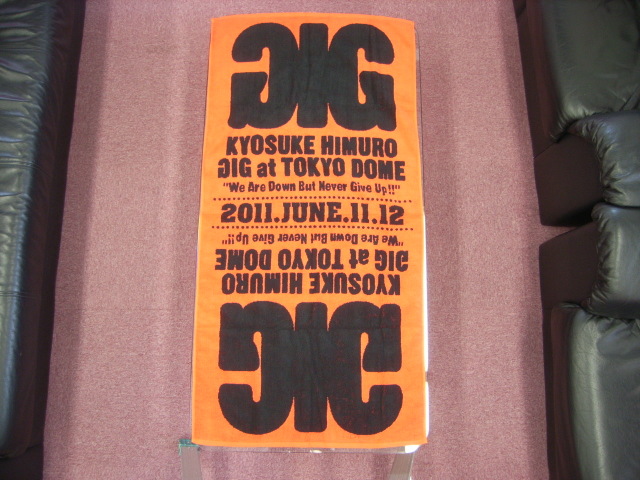 GIG
KYOSUKE HIMURO
GIG at TOKYO DOME
"We Are Down But Never Give Up!!"
2011.JUNE.11.12
"We Are Down But Never Give Up!!"
GIG at TOKYO DOME
KYOSUKE HIMURO
GIG